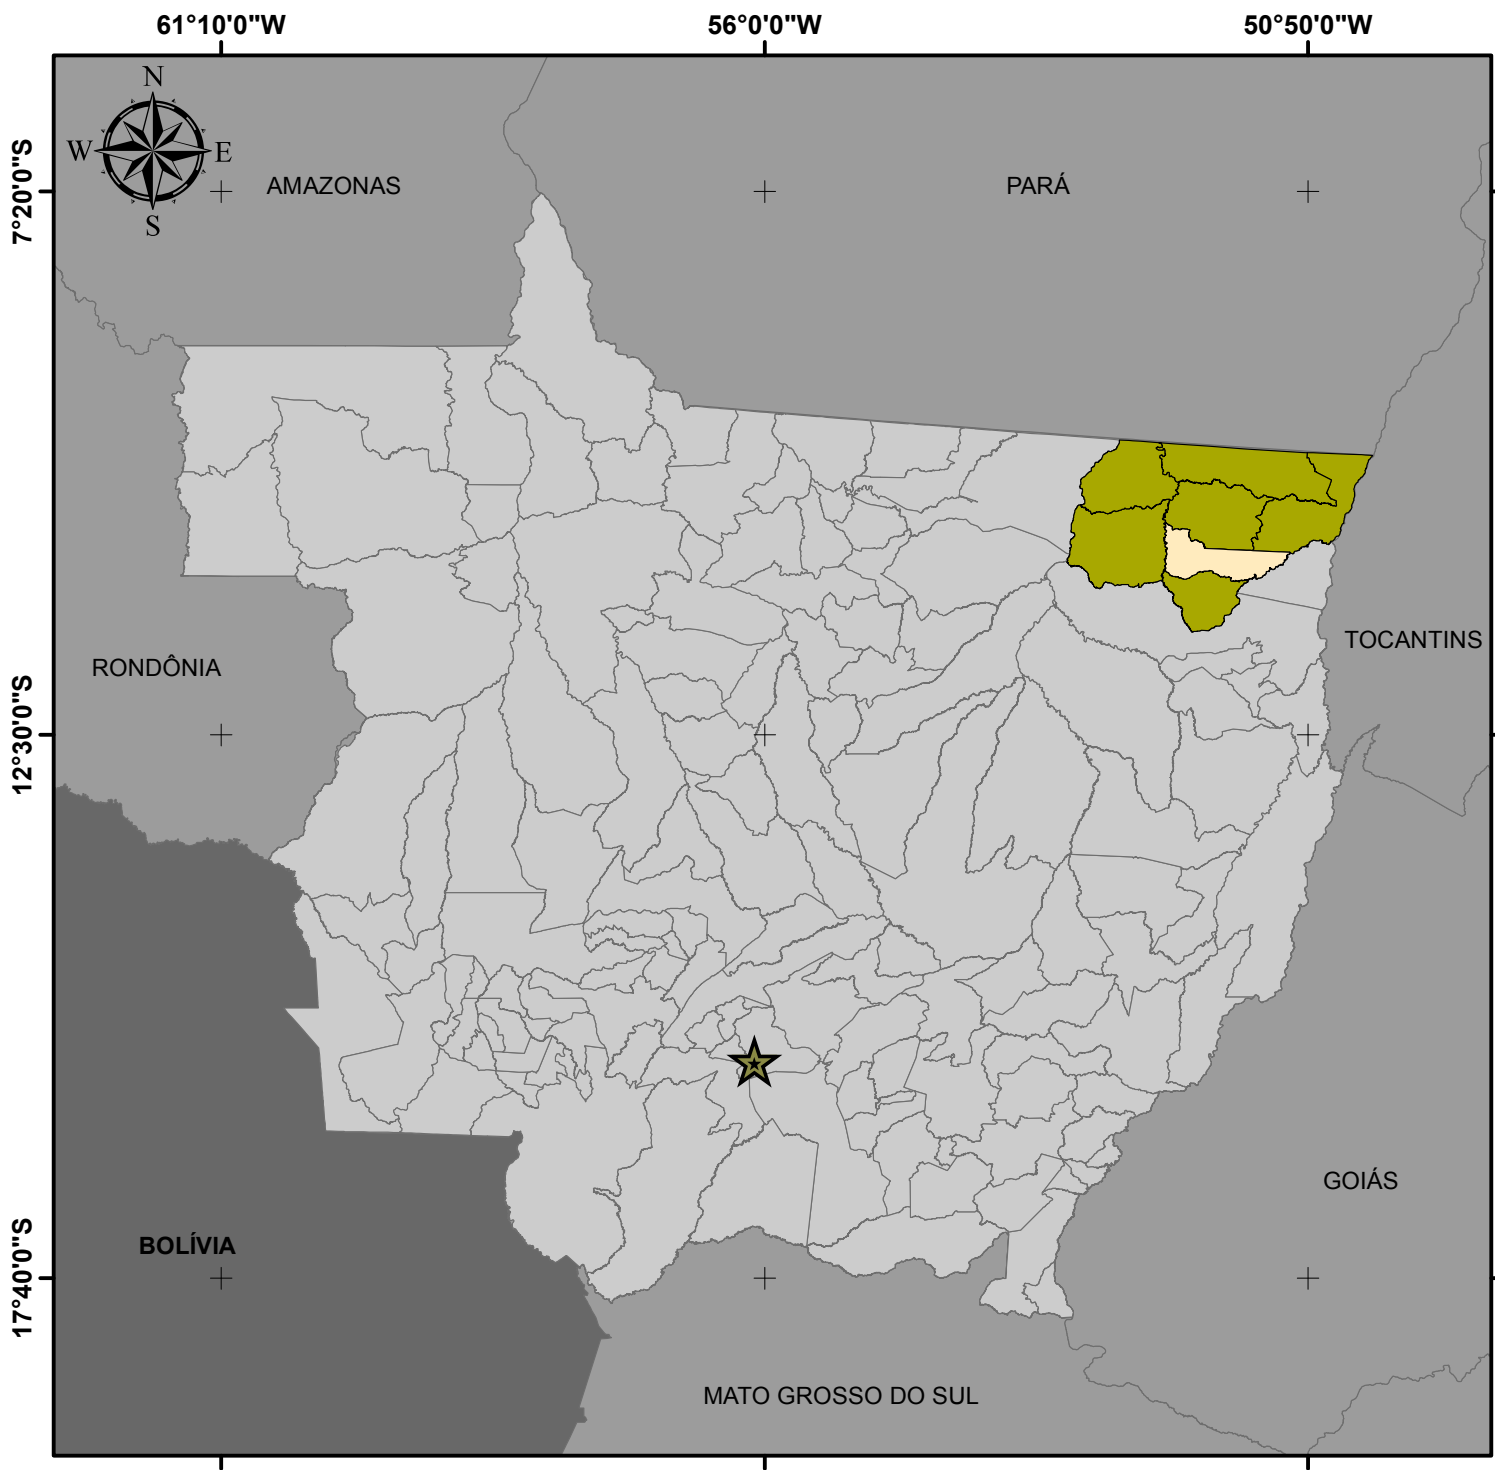 61°10'0"W 56°0'0"W 50°50'0"W
N
W E
S
7°20'0"S
AMAZONAS PARÁ
RONDÔNIA TOCANTINS
12°30'0"S
GOIÁS
BOLÍVIA
17°40'0"S
MATO GROSSO DO SUL